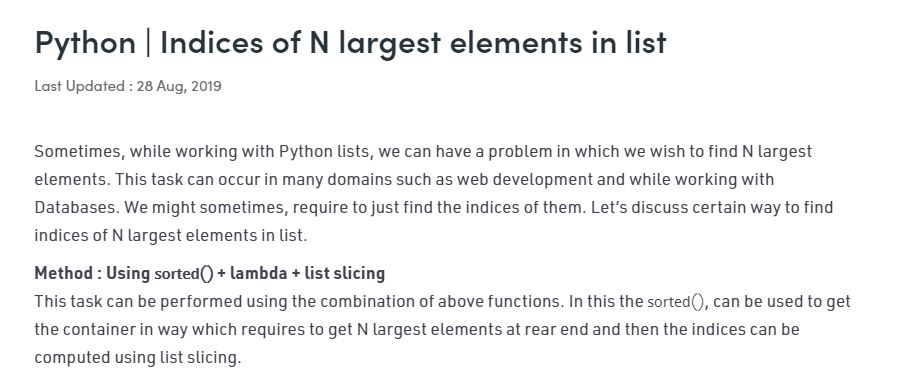 Python | Indices of N largest elements in list
Last Updated : 28 Aug, 2019
Sometimes, while working with Python lists, we can have a problem in which we wish to find N largest
elements. This task can occur in many domains such as web development and while working with
Databases. We might sometimes, require to just find the indices of them. Let’s discuss certain way to find
indices of N largest elements in list.
Method : Using sorted() + lambda + list slicing
This task can be performed using the combination of above functions. In this the sorted(), can be used to get
the container in way which requires to get N largest elements at rear end and then the indices can be
computed using list slicing.